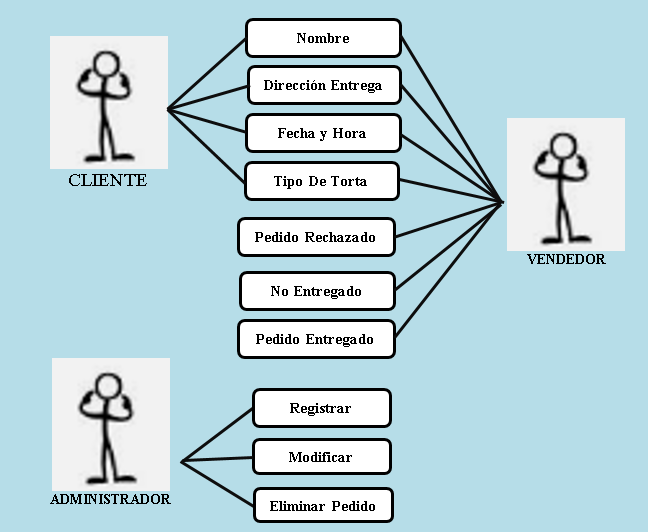 Nombre
Dirección Entrega
Fecha y Hora
CLIENTE
Tipo De Torta
Pedido Rechazado
VENDEDOR
No Entregado
Pedido Entregado
Registrar
Modificar
ADMINISTRADOR
Eliminar Pedido